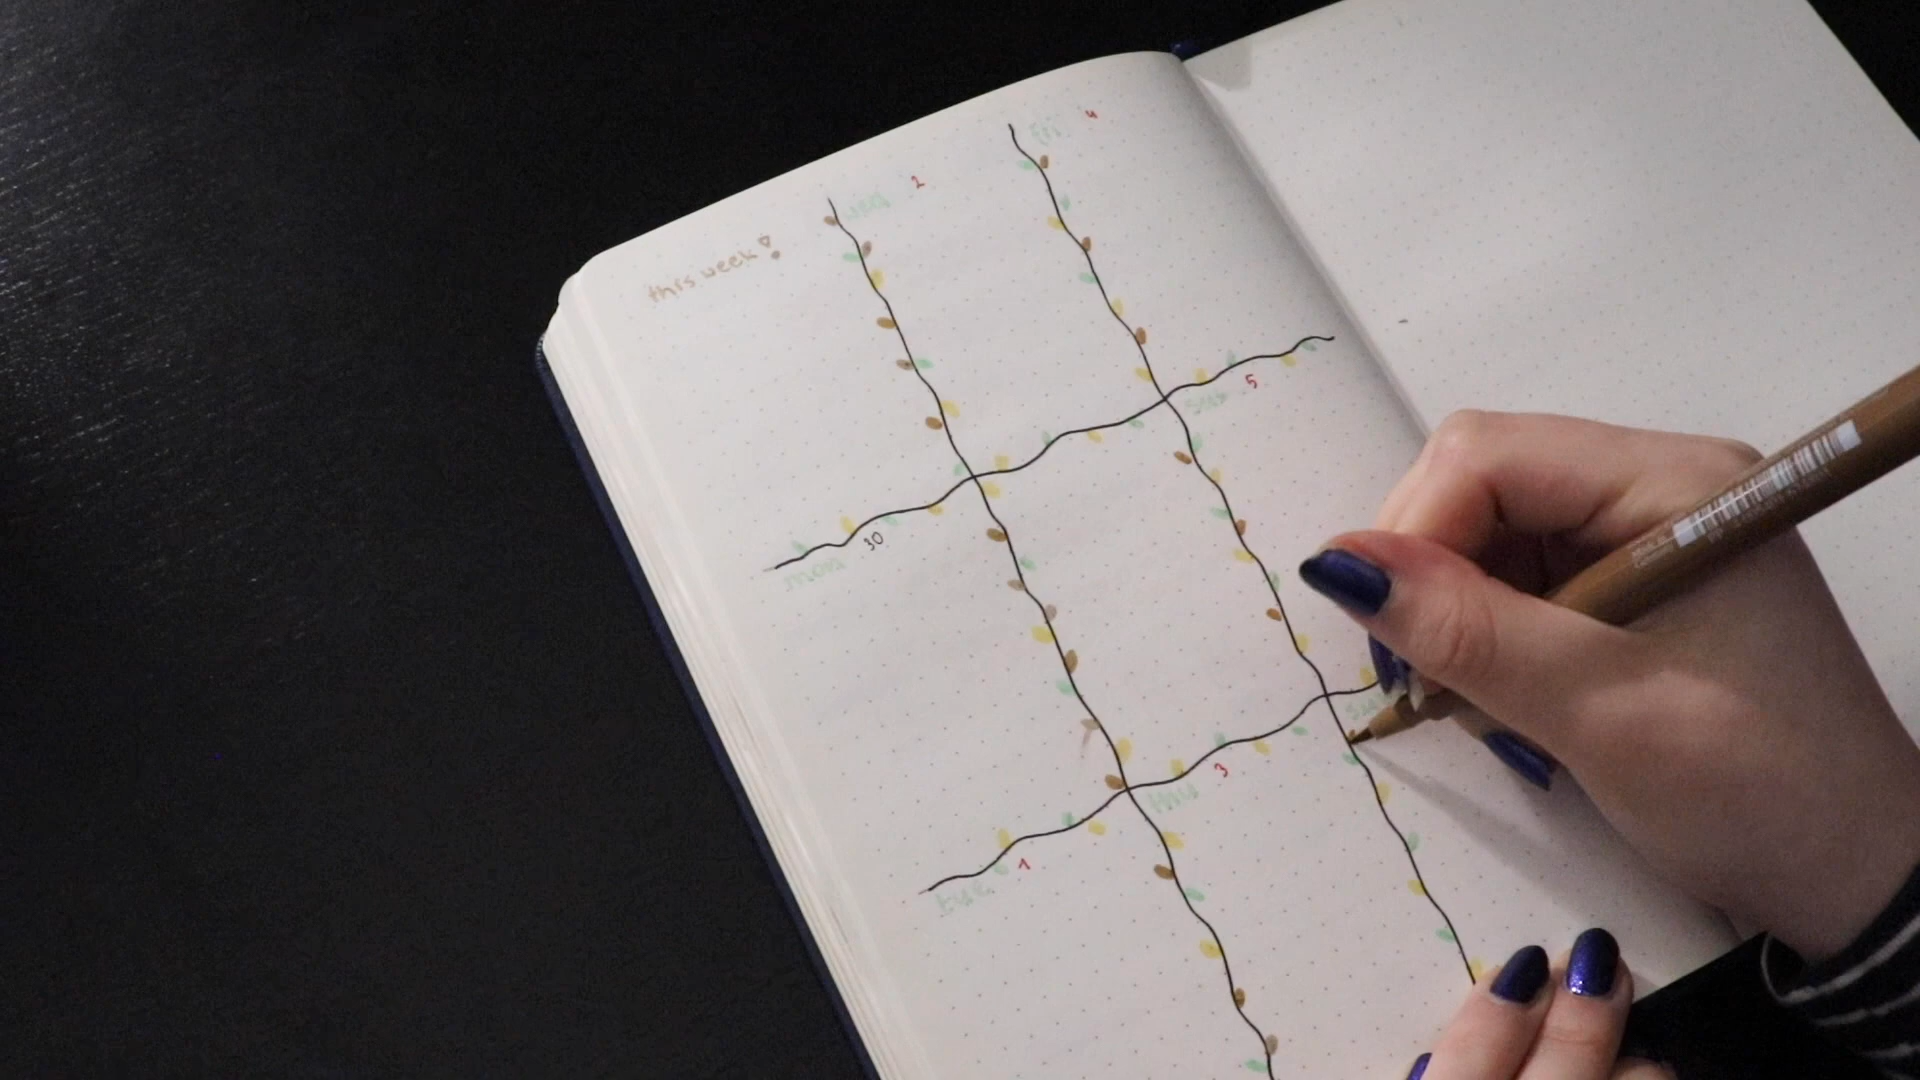 this week!
mon 30
tue. 1
wed 2
thu 3
fri 4
sat. 5
sun